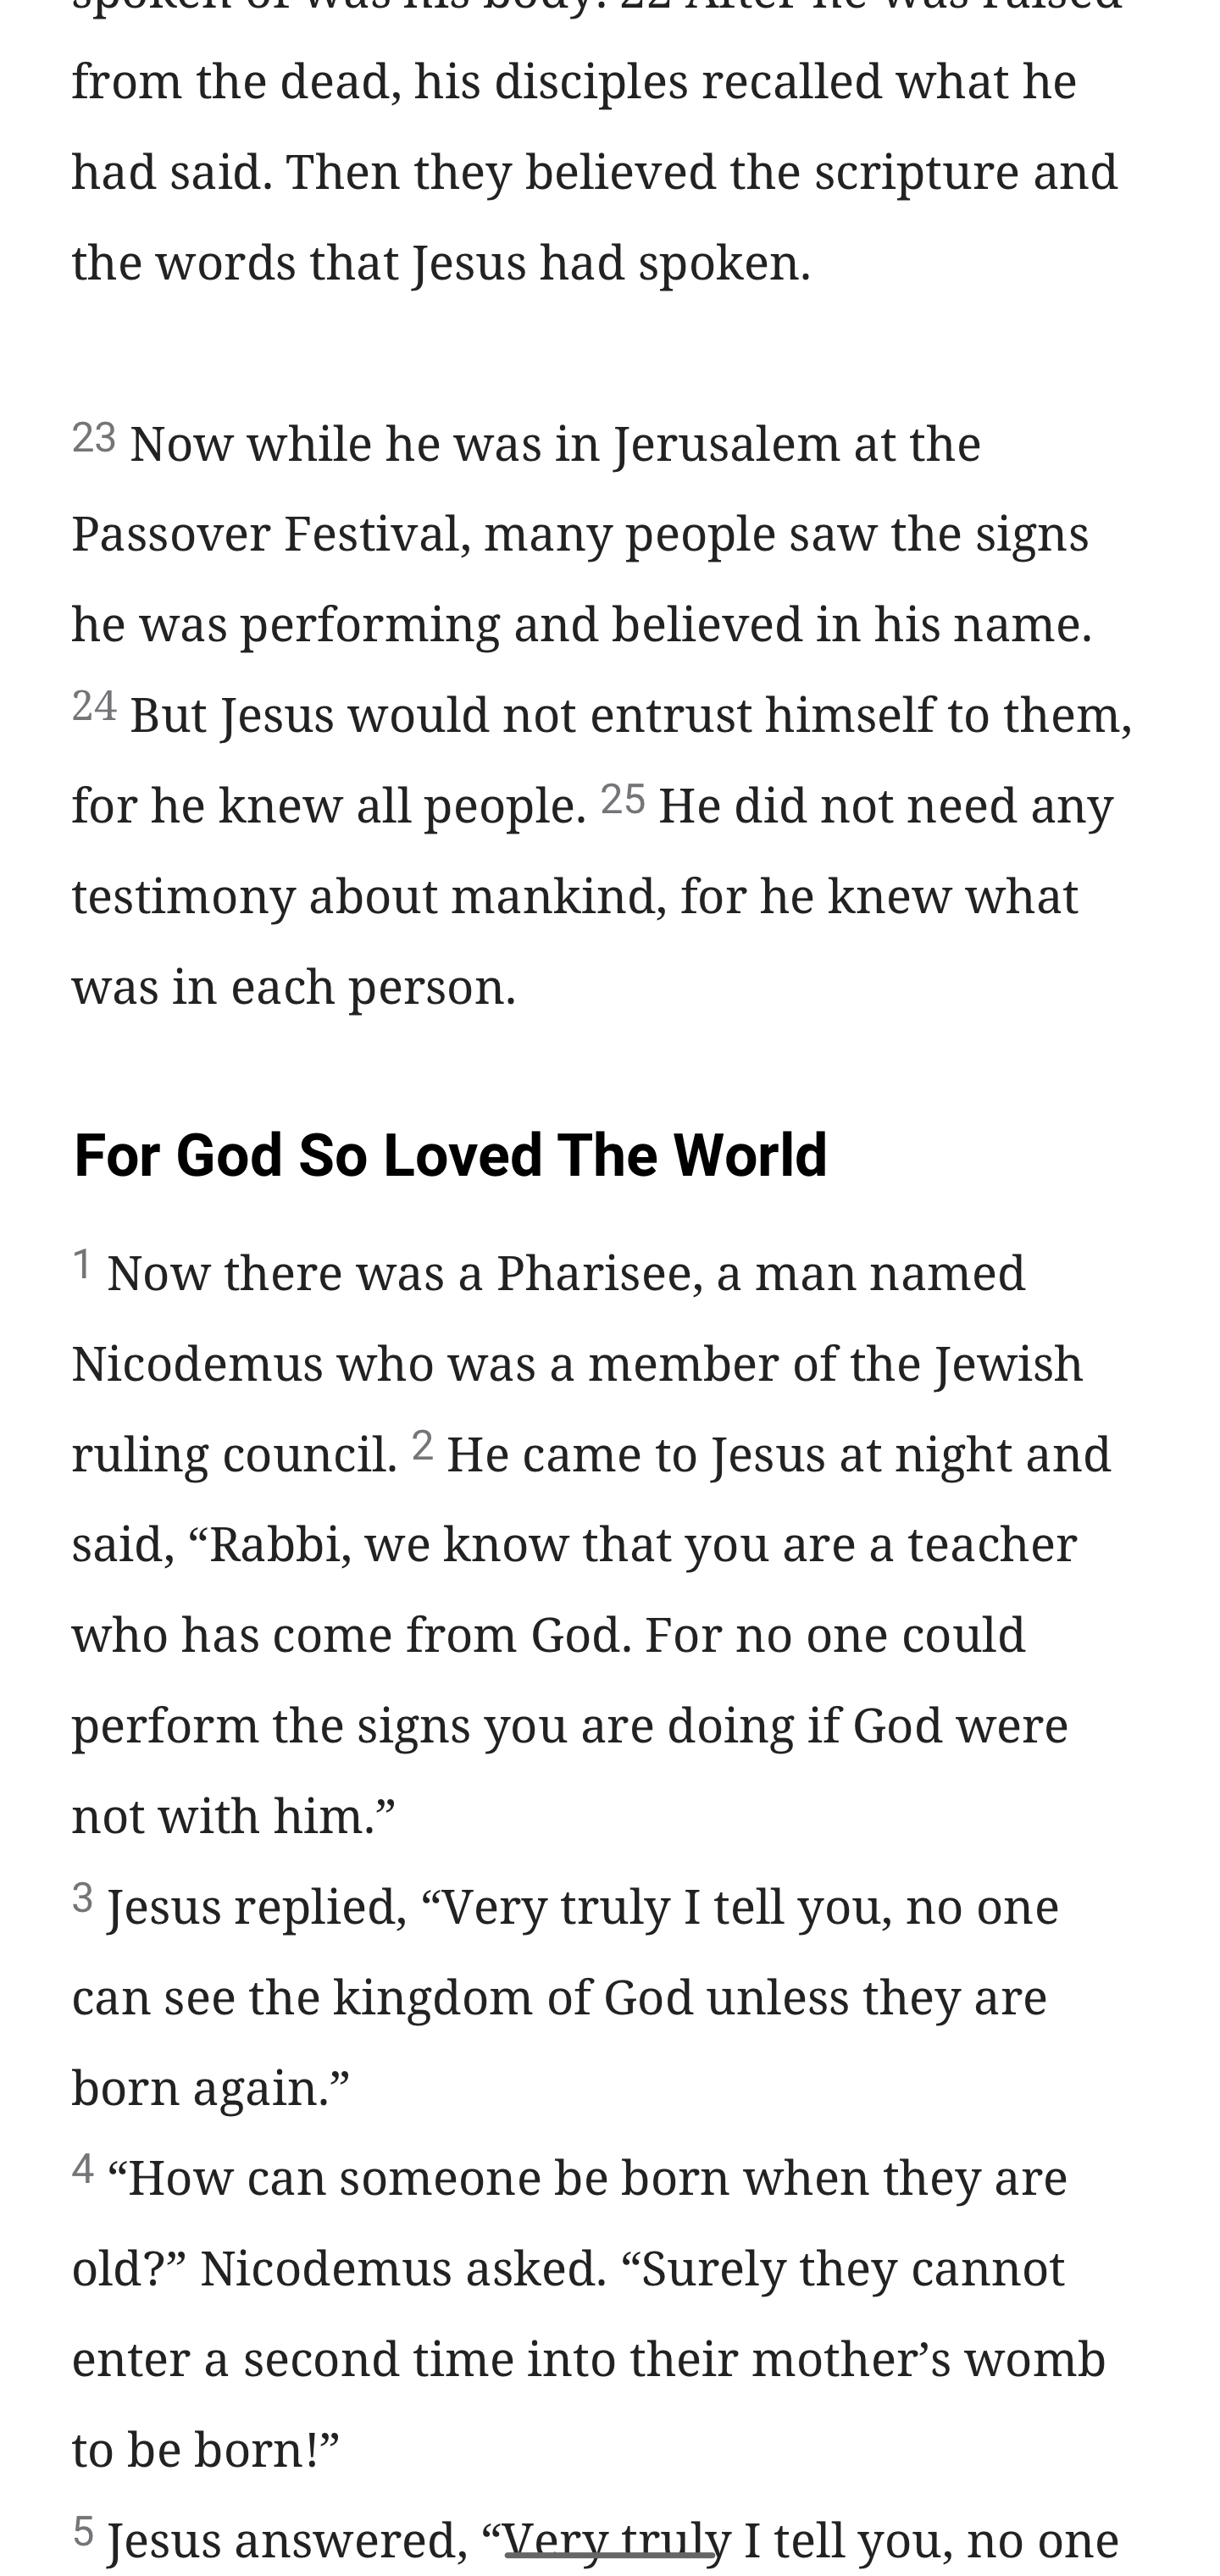 spoken of was his body. 22 After he was raised
from the dead, his disciples recalled what he
had said. Then they believed the scripture and
the words that Jesus had spoken.
23 Now while he was in Jerusalem at the
Passover Festival, many people saw the signs
he was performing and believed in his name.
24 But Jesus would not entrust himself to them,
for he knew all people. 25 He did not need any
testimony about mankind, for he knew what
was in each person.
For God So Loved The World
1 Now there was a Pharisee, a man named
Nicodemus who was a member of the Jewish
ruling council. 2 He came to Jesus at night and
said, “Rabbi, we know that you are a teacher
who has come from God. For no one could
perform the signs you are doing if God were
not with him.”
3 Jesus replied, “Very truly I tell you, no one
can see the kingdom of God unless they are
born again.”
4 “How can someone be born when they are
old?” Nicodemus asked. “Surely they cannot
enter a second time into their mother’s womb
to be born!”
5 Jesus answered, “Very truly I tell you, no one